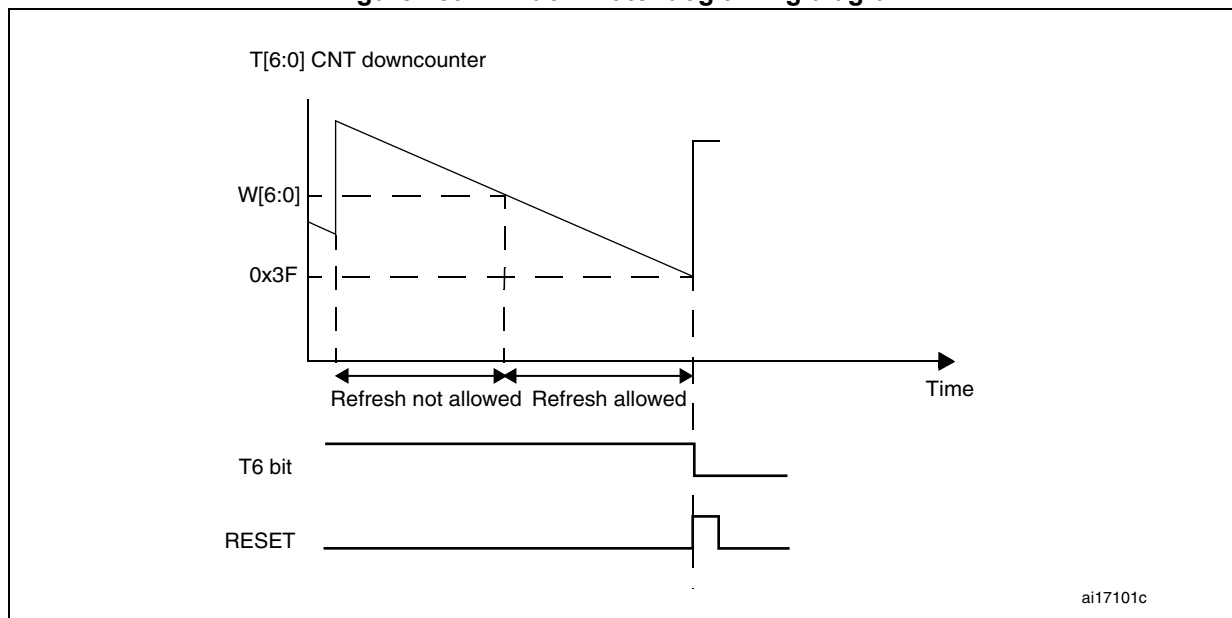 T[6:0] CNT downcounter
W[6:0]
0x3F
Time
Refresh not allowed Refresh allowed
T6 bit
RESET
ai17101c